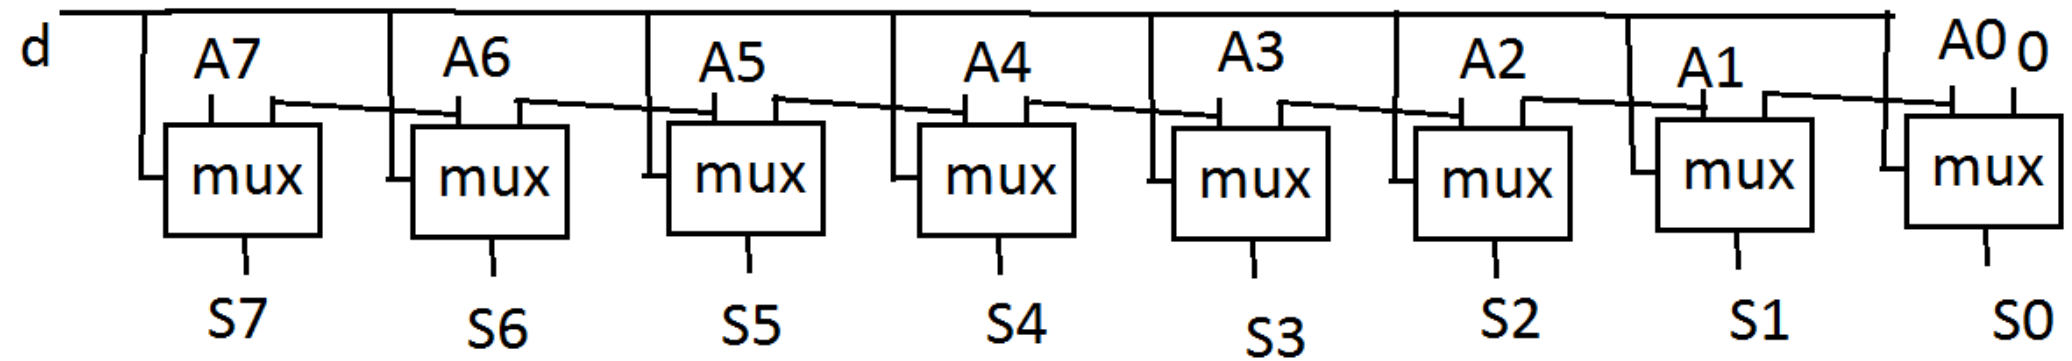 d A7 A6 A5 A4 A3 A2 A1 A0 0
mux mux mux mux mux mux mux mux
S7 S6 S5 S4 S3 S2 S1 S0